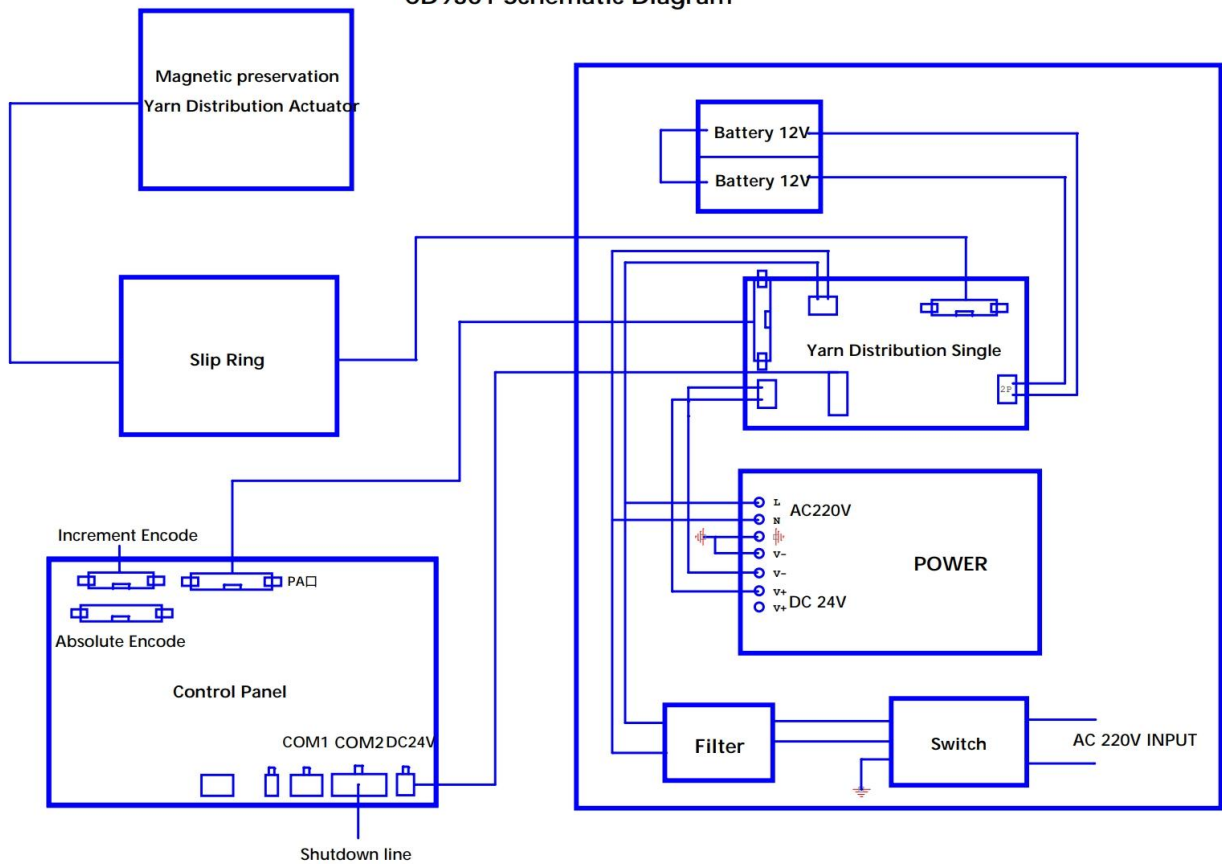 Schematic Diagram
Magnetic preservation
Yarn Distribution Actuator
Battery 12V
Battery 12V
Slip Ring
Yarn Distribution Single
2P
L
AC220V
N
V-
V-
V+
DC 24V
V+
POWER
Increment Encode
PA口
Absolute Encode
Control Panel
COM1 COM2 DC24V
Filter
Switch
AC 220V INPUT
Shutdown line